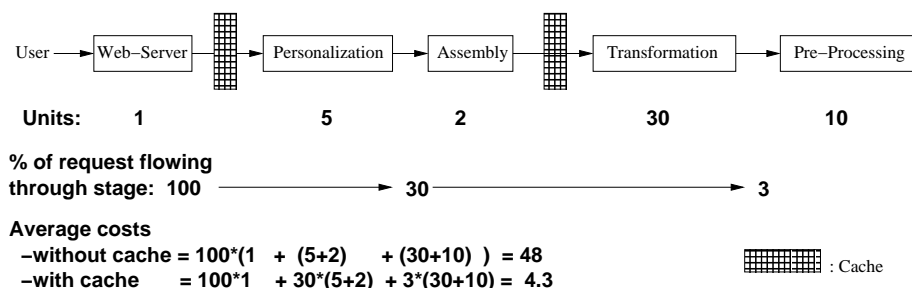 User Web–Server Personalization Assembly Transformation Pre–Processing
Units: 1 5 2 30 10
% of request flowing
through stage: 100 30 3
Average costs
–without cache = 100*(1 + (5+2) + (30+10) ) = 48
–with cache = 100*1 + 30*(5+2) + 3*(30+10) = 4.3
: Cache